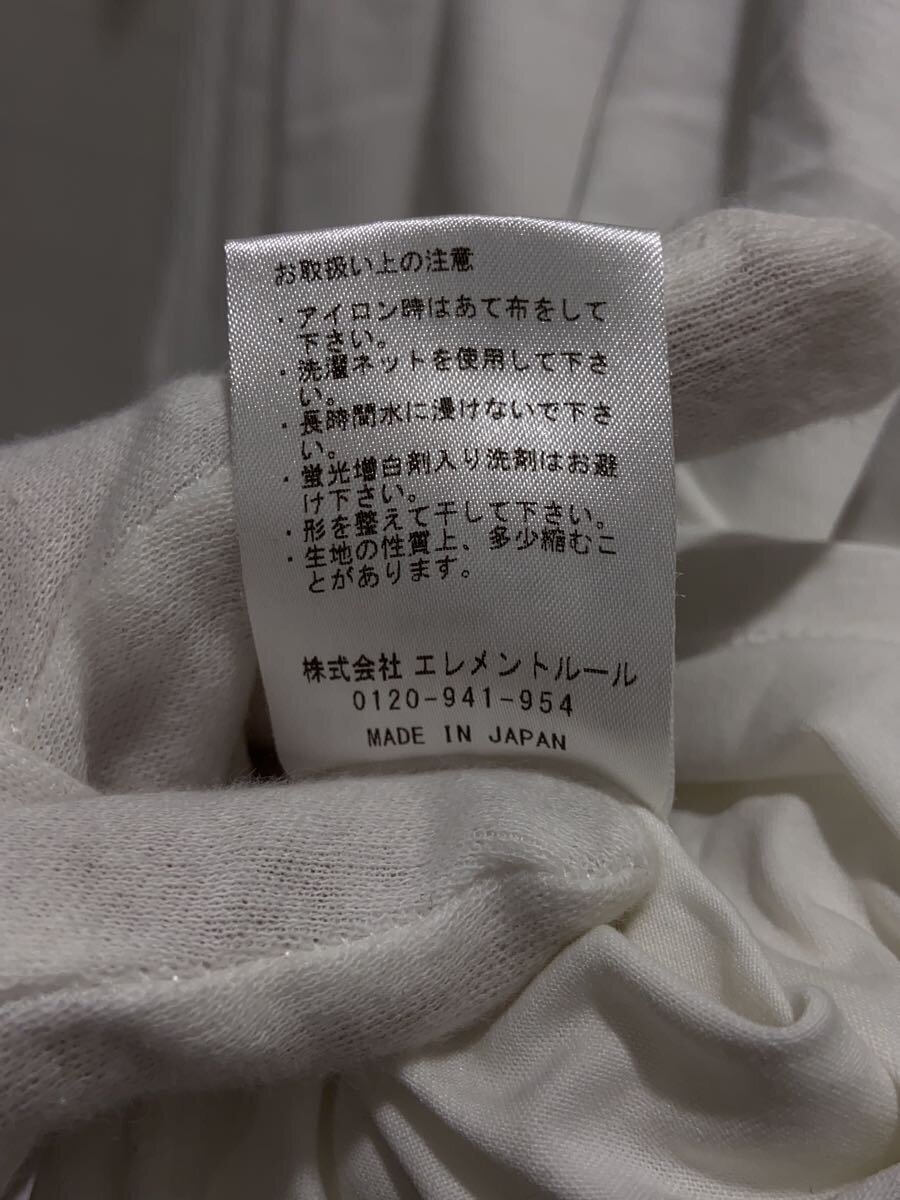 お取扱い上の注意
・アイロン時はあて布をして
下さい。
・洗濯ネットを使用して下さ
い。
・長時間水に浸けないで下さ
い。
・蛍光増白剤入り洗剤はお避
け下さい。
・形を整えて干して下さい。
・生地の性質上、多少縮むこ
とがあります。
株式会社 エレメントルール
0120-941-954
MADE IN JAPAN